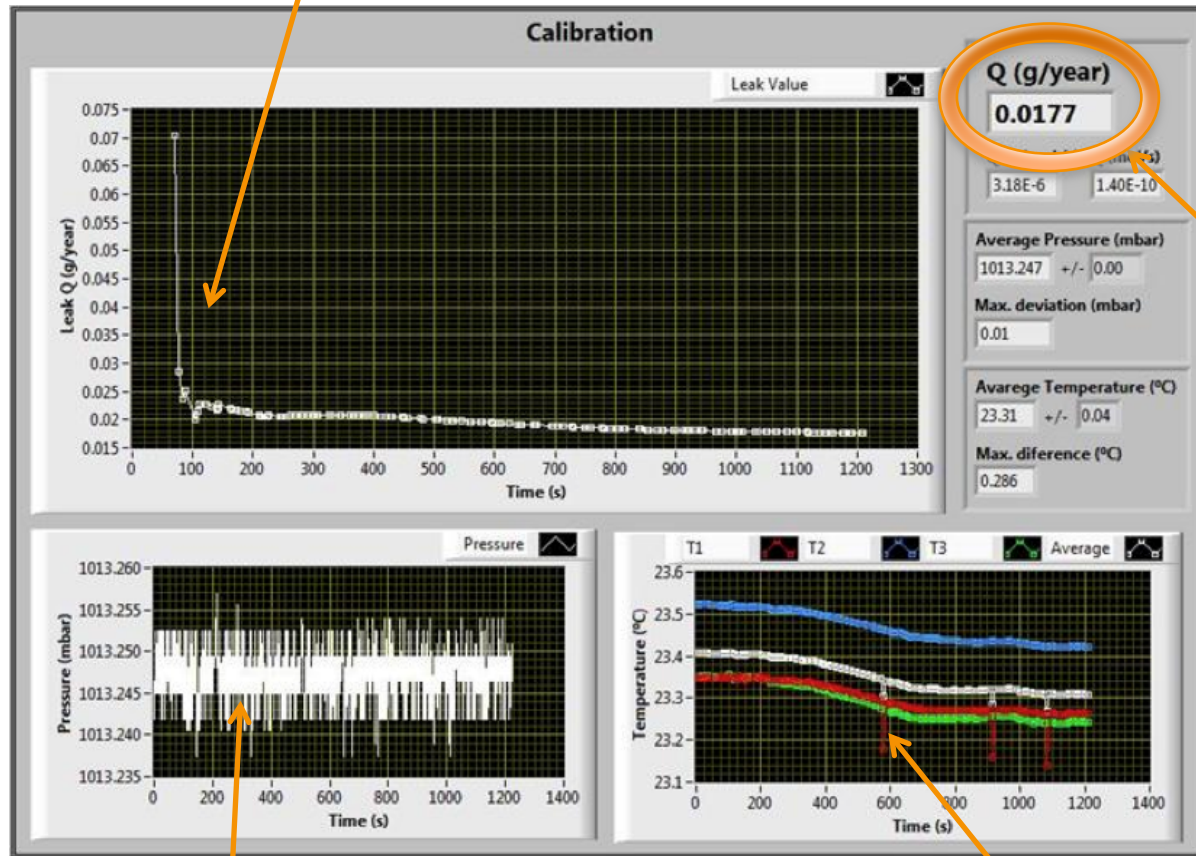 Calibration
Leak Value
0.075
0.07
0.065
0.06
0.055
0.05
0.045
0.04
0.035
0.03
0.025
0.02
0.015
Leak Q (g/year)
0 100 200 300 400 500 600 700 800 900 1000 1100 1200 1300
Time (s)
Q (g/year)
0.0177
3.18E-6 1.40E-10
Average Pressure (mbar)
1013.247 +/- 0.00
Max. deviation (mbar)
0.01
Avarege Temperature (ºC)
23.31 +/- 0.04
Max. diference (ºC)
0.286
Pressure
1013.260
1013.255
1013.250
1013.245
1013.240
1013.235
Pressure (mbar)
0 200 400 600 800 1000 1200 1400
Time (s)
T1 T2 T3 Average
23.6
23.5
23.4
23.3
23.2
23.1
Temperature (ºC)
0 200 400 600 800 1000 1200 1400
Time (s)